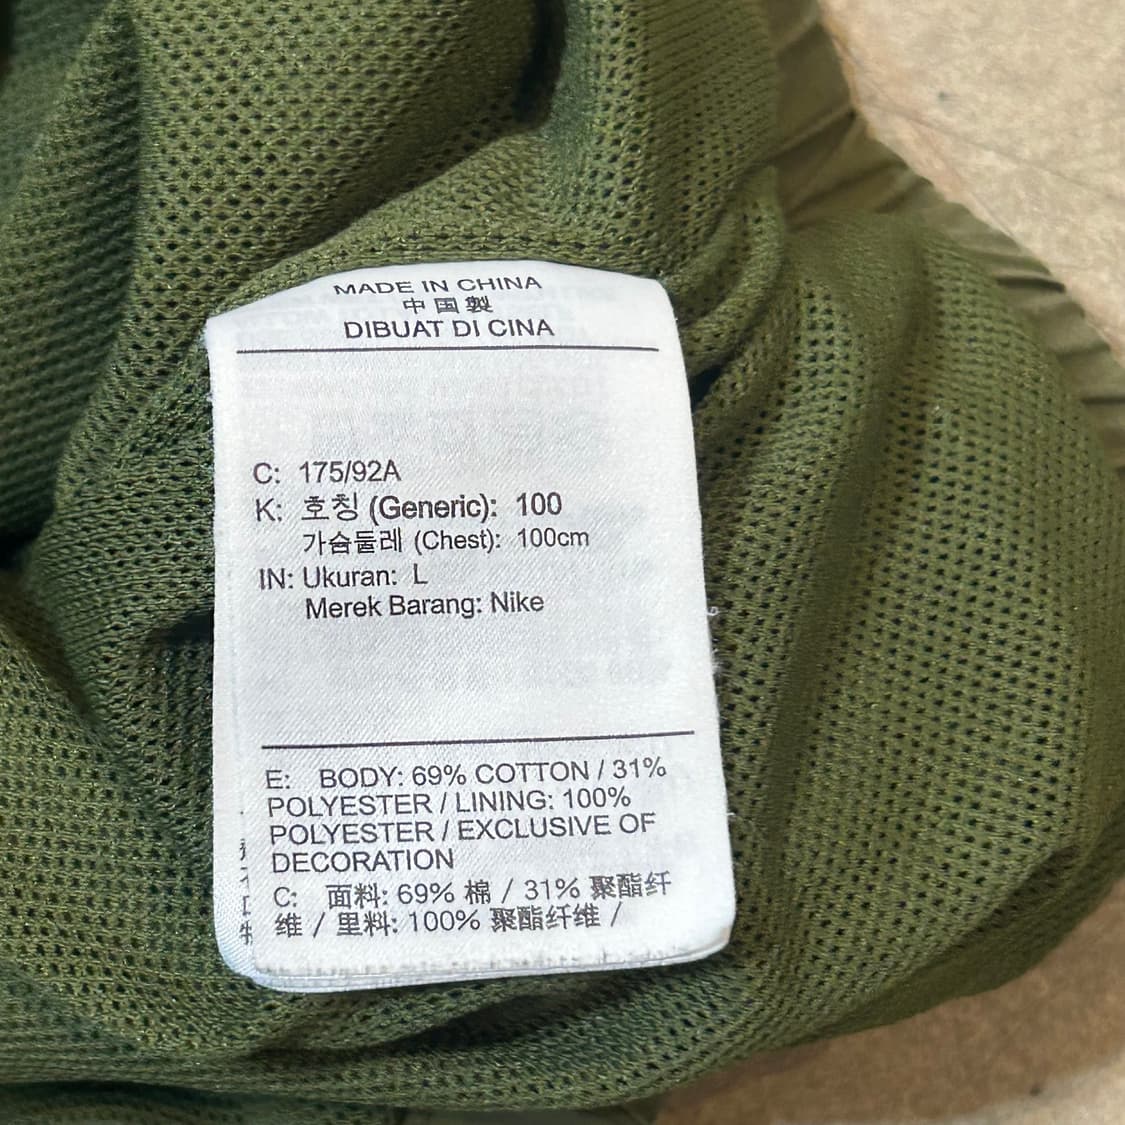 MADE IN CHINA
中国製
DIBUAT DI CINA
C: 175/92A
K: 호칭 (Generic): 100
가슴둘레 (Chest): 100cm
IN: Ukuran: L
Merek Barang: Nike
E: BODY: 69% COTTON / 31%
POLYESTER / LINING: 100%
POLYESTER / EXCLUSIVE OF
DECORATION
C: 面料: 69% 棉 / 31% 聚酯纤
维 / 里料: 100% 聚酯纤维 /